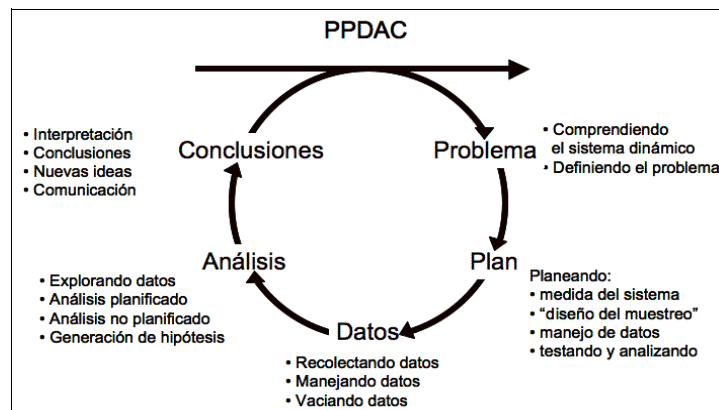 PPDAC
Conclusiones
• Interpretación
• Conclusiones
• Nuevas ideas
• Comunicación
Problema
• Comprendiendo
el sistema dinámico
• Definiendo el problema
Análisis
• Explorando datos
• Análisis planificado
• Análisis no planificado
• Generación de hipótesis
Plan
Planeando:
• medida del sistema
• “diseño del muestreo”
• manejo de datos
• testando y analizando
Datos
• Recolectando datos
• Manejando datos
• Vaciando datos